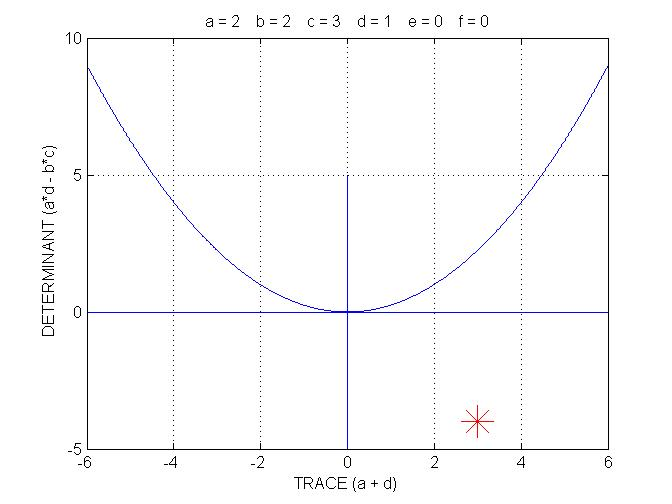 a = 2 b = 2 c = 3 d = 1 e = 0 f = 0
10
5
0
-5
DETERMINANT (a*d - b*c)
-6 -4 -2 0 2 4 6
TRACE (a + d)